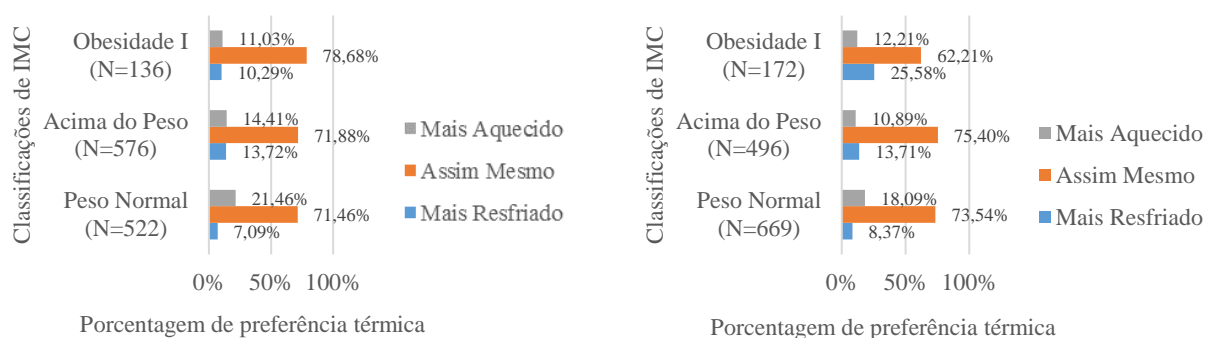 Classificações de IMC
Obesidade I
(N=136)
11,03%
78,68%
10,29%
Acima do Peso
(N=576)
14,41%
71,88%
13,72%
Peso Normal
(N=522)
21,46%
71,46%
7,09%
0% 50% 100%
Porcentagem de preferência térmica
Mais Aquecido
Assim Mesmo
Mais Resfriado
Classificações de IMC
Obesidade I
(N=172)
12,21%
62,21%
25,58%
Acima do Peso
(N=496)
10,89%
75,40%
13,71%
Peso Normal
(N=669)
18,09%
73,54%
8,37%
0% 50% 100%
Porcentagem de preferência térmica
Mais Aquecido
Assim Mesmo
Mais Resfriado